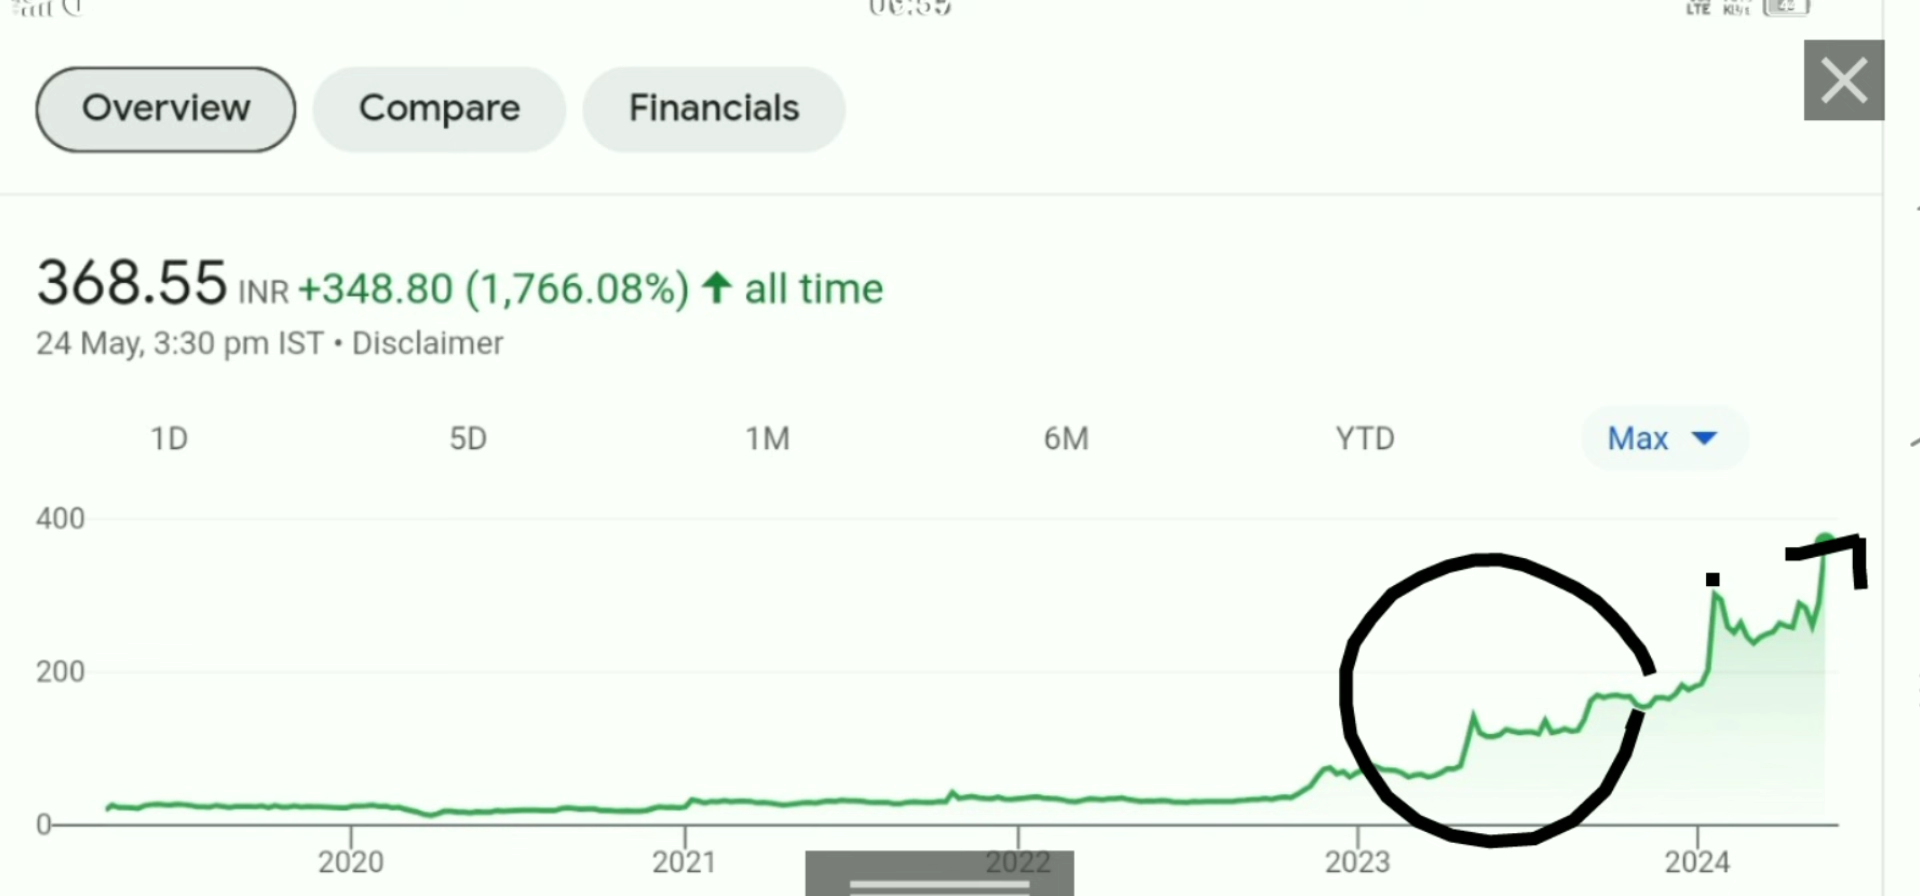 LTE
Overview Compare Financials
368.55 INR +348.80 (1,766.08%) ↑ all time
24 May, 3:30 pm IST • Disclaimer
1D 5D 1M 6M YTD Max
400
200
0
2020 2021 2022 2023 2024